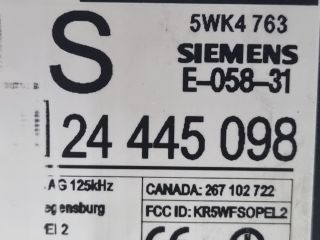 5WK4 763
S
SIEMENS
E-058-31
24 445 098
AG 125kHz
CANADA: 267 102 722
egensburg
FCC ID: KR5WFSOPEL2
EI 2
CE